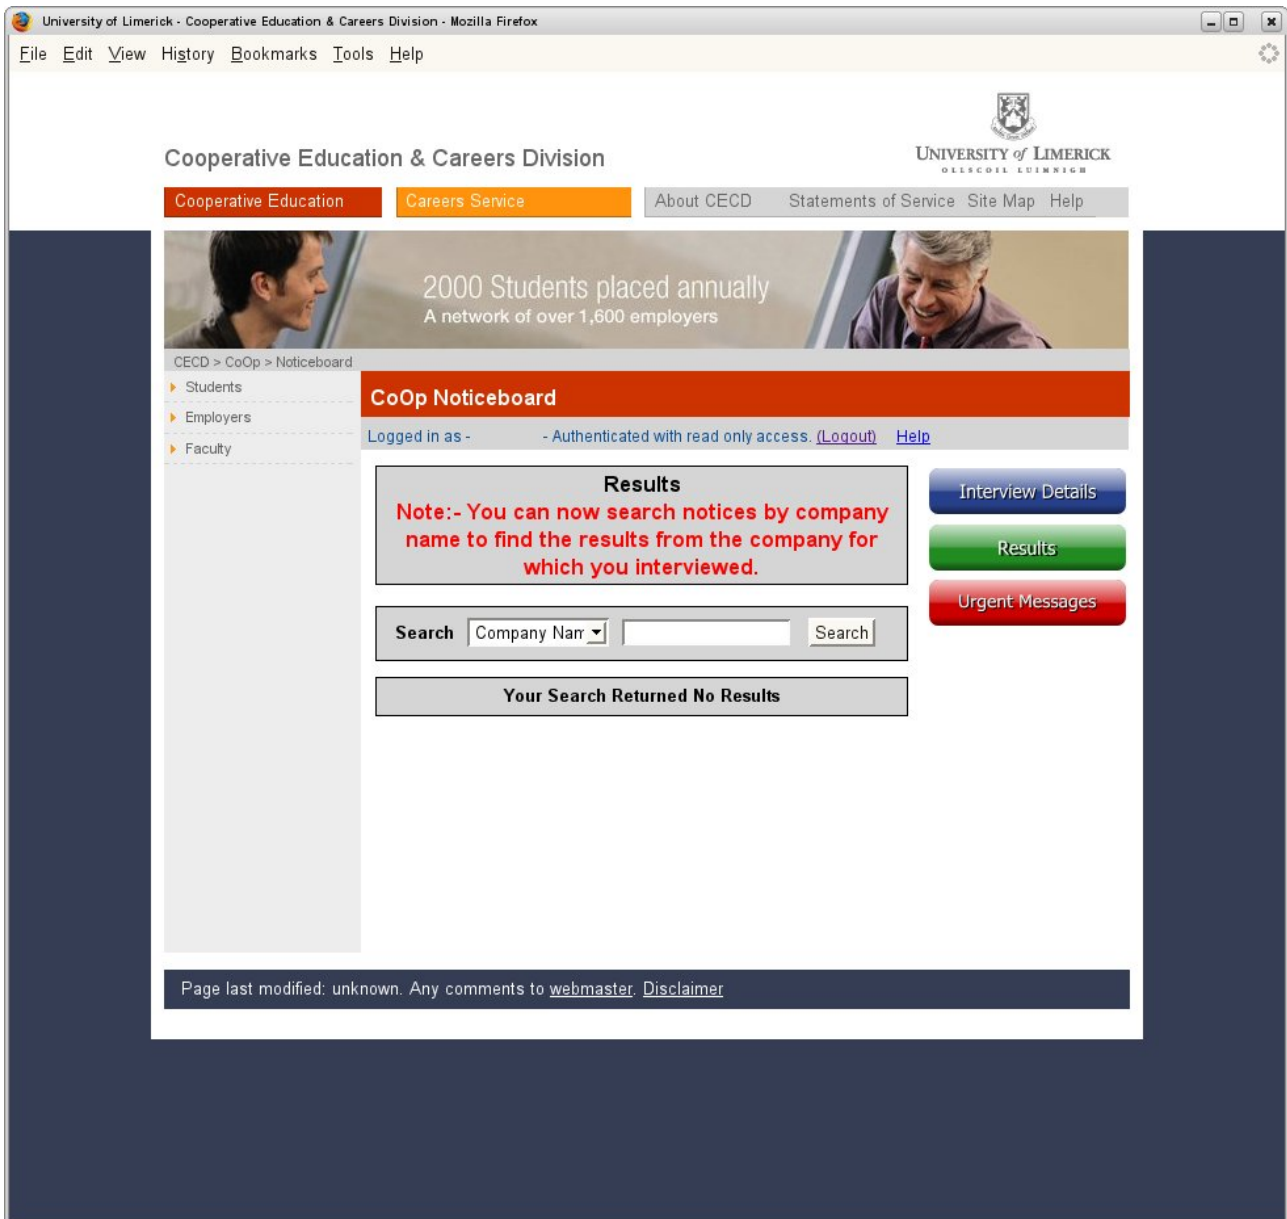 University of Limerick - Cooperative Education & Careers Division - Mozilla Firefox
File Edit View History Bookmarks Tools Help
Cooperative Education & Careers Division
UNIVERSITY of LIMERICK
OLLSCOIL LUIMNIGH
Cooperative Education Careers Service About CECD Statements of Service Site Map Help
2000 Students placed annually
A network of over 1,600 employers
CECD > CoOp > Noticeboard
Students
Employers
Faculty
CoOp Noticeboard
Logged in as - - Authenticated with read only access. (Logout) Help
Results
Note:- You can now search notices by company
name to find the results from the company for
which you interviewed.
Search Company Nam Search
Your Search Returned No Results
Interview Details
Results
Urgent Messages
Page last modified: unknown. Any comments to webmaster. Disclaimer